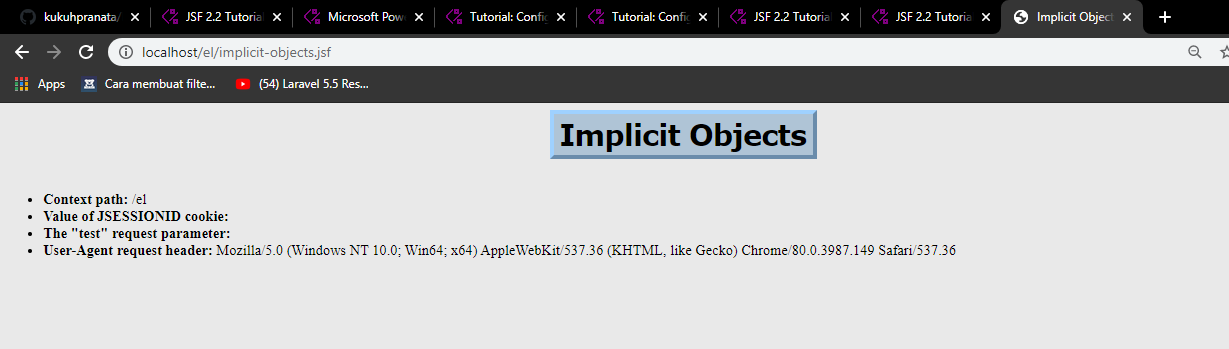 kukuhpranata/
JSF 2.2 Tutorial
Microsoft Pow
Tutorial: Config
Tutorial: Config
JSF 2.2 Tutoria
JSF 2.2 Tutoria
Implicit Object
localhost/el/implicit-objects.jsf
Apps
Cara membuat filte...
(54) Laravel 5.5 Res...
Implicit Objects
Context path: /el
Value of JSESSIONID cookie:
The "test" request parameter:
User-Agent request header: Mozilla/5.0 (Windows NT 10.0; Win64; x64) AppleWebKit/537.36 (KHTML, like Gecko) Chrome/80.0.3987.149 Safari/537.36